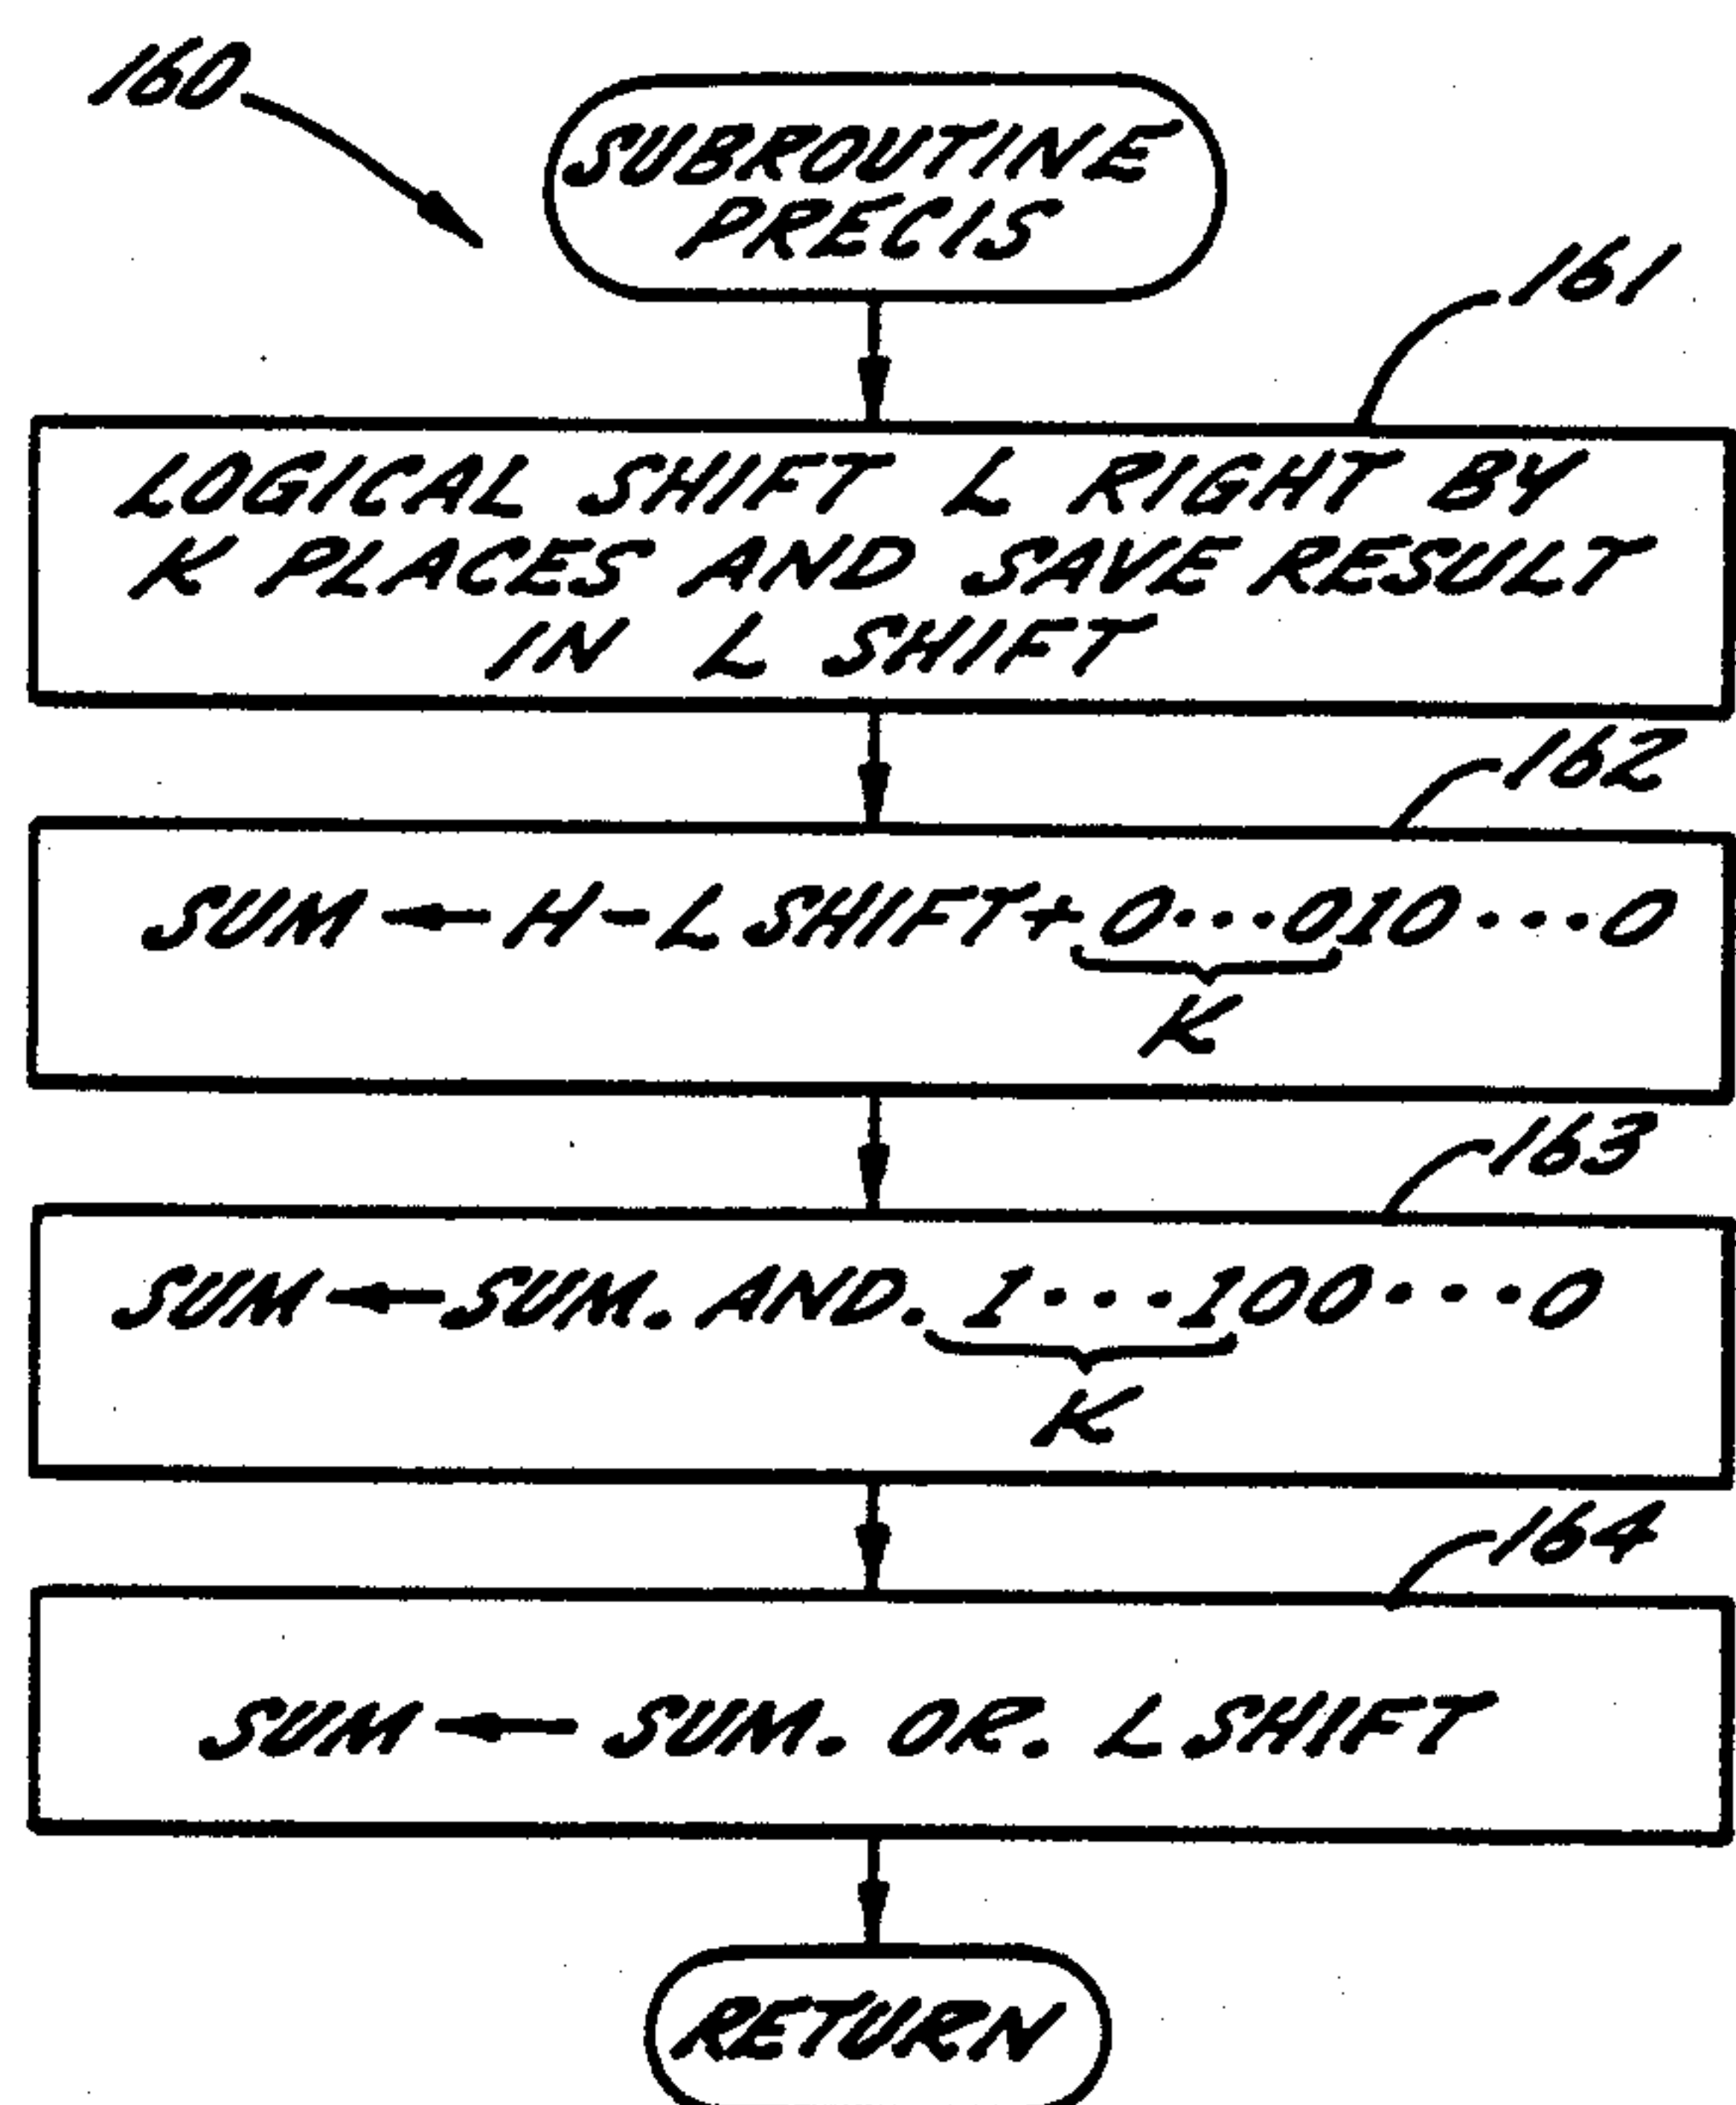 160
SUBROUTINE
PRECIS
161
LOGICAL SHIFT L RIGHT BY
K PLACES AND SAVE RESULT
IN L SHIFT
162
SUM ← H - L SHIFT + 0···010···0
K
163
SUM ← SUM. AND. 1···100···0
K
164
SUM ← SUM. OR. L SHIFT
RETURN